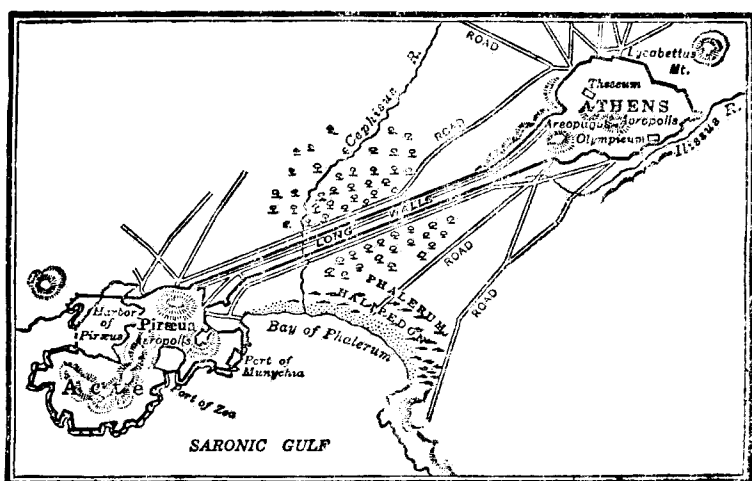 ROAD
Lycabettus
Mt.
Theseum
ATHENS
Areopagus
Acropolis
Olympieum
Ilissus R.
Cephisus R.
ROAD
LONG WALLS
ROAD
PHALERUM
HALIPEDON
ROAD
Harbor
of
Piræus
Piræus
Acropolis
Bay of Phalerum
Port of
Munychia
Acte
Port of Zea
SARONIC GULF